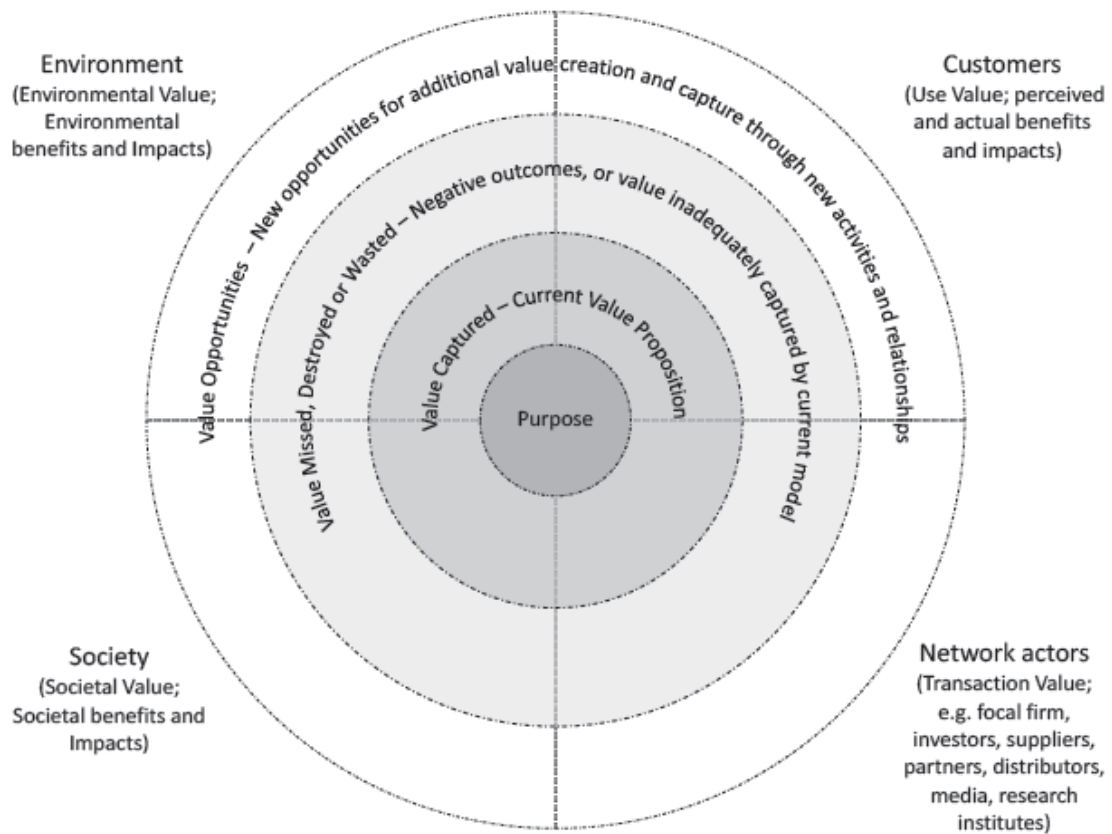 Environment
(Environmental Value;
Environmental
benefits and Impacts)
Customers
(Use Value; perceived
and actual benefits
and impacts)
Value Opportunities – New opportunities for additional value creation and capture through new activities and relationships
Value Missed, Destroyed or Wasted – Negative outcomes, or value inadequately captured by current model
Value Captured – Current Value Proposition
Purpose
Society
(Societal Value;
Societal benefits and
Impacts)
Network actors
(Transaction Value;
e.g. focal firm,
investors, suppliers,
partners, distributors,
media, research
institutes)